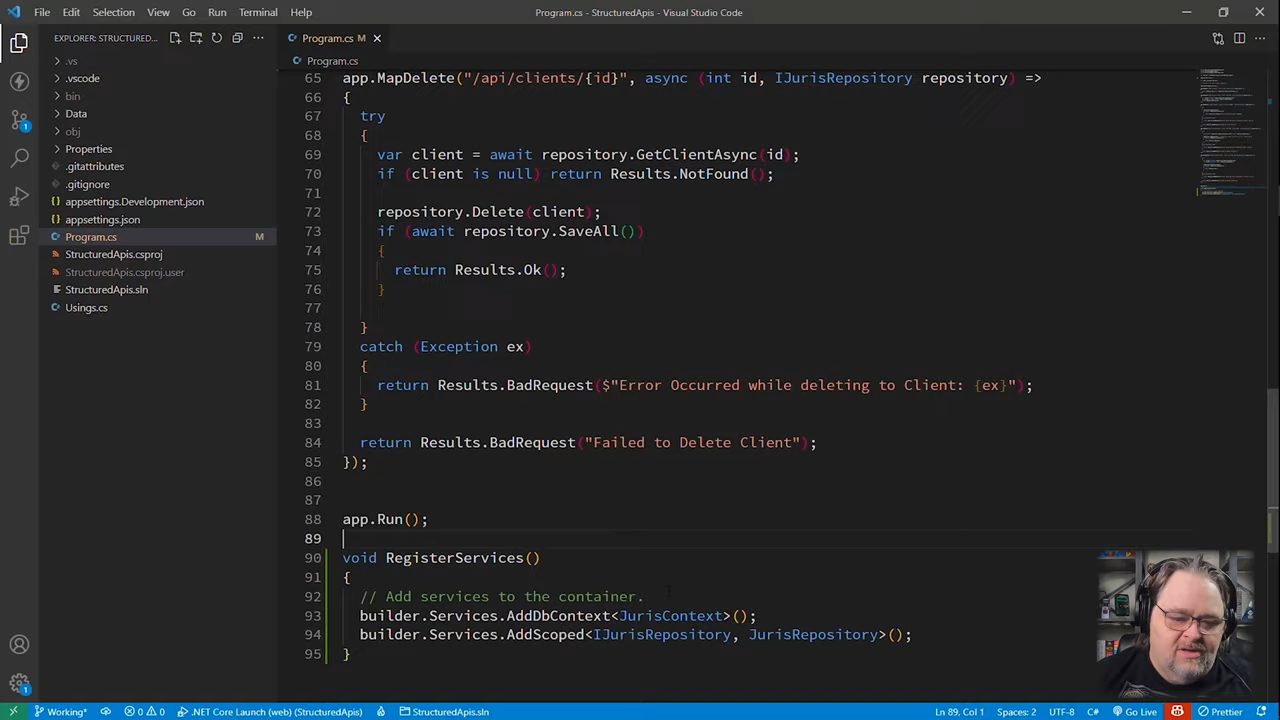 File Edit Selection View Go Run Terminal Help
Program.cs - StructuredApis - Visual Studio Code
EXPLORER: STRUCTURED...
Program.cs M
Program.cs
.vs
.vscode
bin
Data
obj
Properties
.gitattributes
.gitignore
appsettings.Development.json
appsettings.json
Program.cs M
StructuredApis.csproj
StructuredApis.csproj.user
StructuredApis.sln
Usings.cs
65 app.MapDelete("/api/clients/{id}", async (int id, IJurisRepository repository) =>
66 {
67 try
68 {
69 var client = await repository.GetClientAsync(id);
70 if (client is null) return Results.NotFound();
71
72 repository.Delete(client);
73 if (await repository.SaveAll())
74 {
75 return Results.Ok();
76 }
77
78 }
79 catch (Exception ex)
80 {
81 return Results.BadRequest($"Error Occurred while deleting to Client: {ex}");
82 }
83
84 return Results.BadRequest("Failed to Delete Client");
85 });
86
87
88 app.Run();
89
90 void RegisterServices()
91 {
92 // Add services to the container.
93 builder.Services.AddDbContext<JurisContext>();
94 builder.Services.AddScoped<IJurisRepository, JurisRepository>();
95 }
1
1
Working* 0 0 .NET Core Launch (web) (StructuredApis) StructuredApis.sln Ln 89, Col 1 Spaces: 2 UTF-8 C# Go Live Prettier